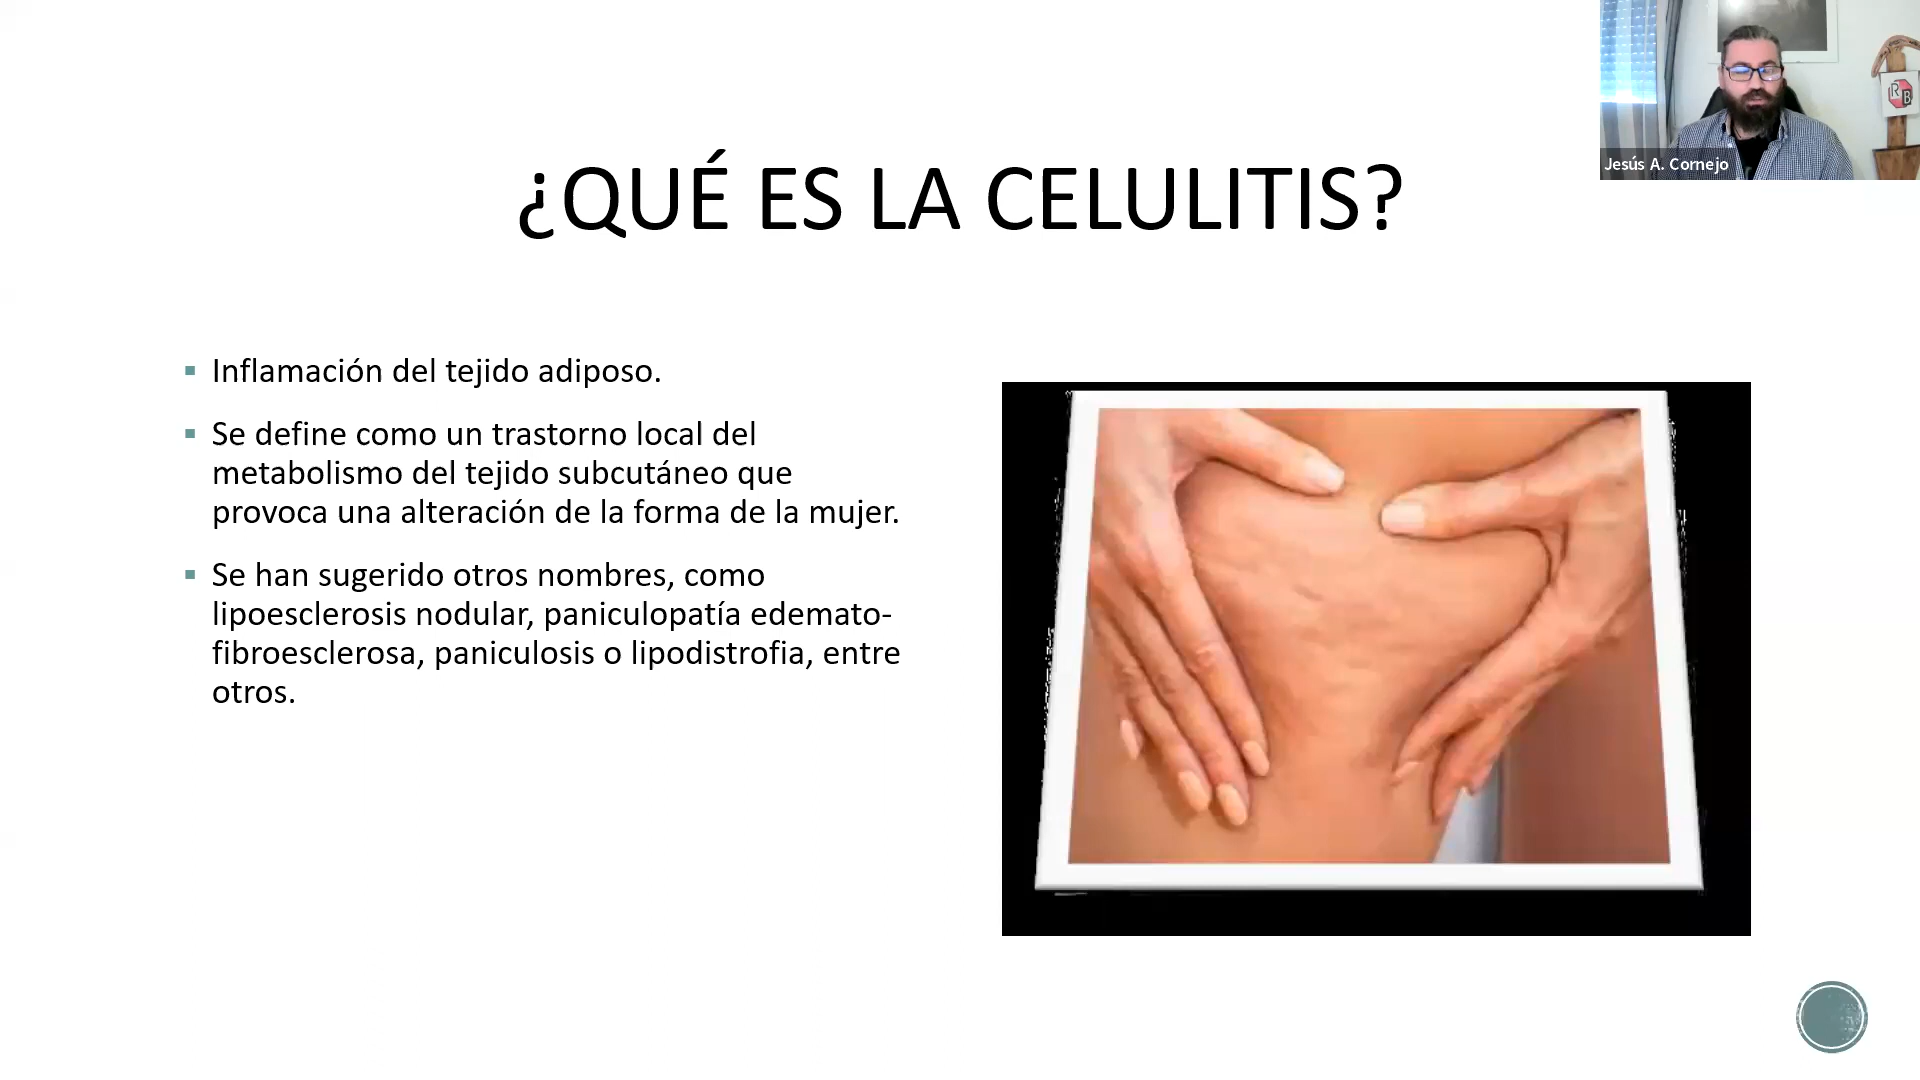 ¿QUÉ ES LA CELULITIS?
Jesús A. Cornejo
R
B
▪ Inflamación del tejido adiposo.
▪ Se define como un trastorno local del
metabolismo del tejido subcutáneo que
provoca una alteración de la forma de la mujer.
▪ Se han sugerido otros nombres, como
lipoesclerosis nodular, paniculopatía edemato-
fibroesclerosa, paniculosis o lipodistrofia, entre
otros.